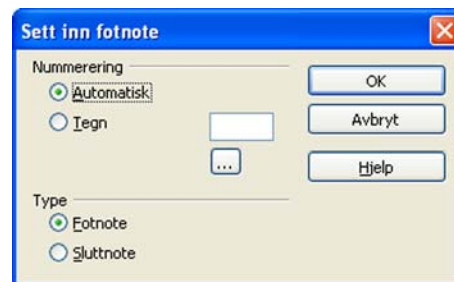 Sett inn fotnote
Nummerering
Automatisk
Tegn
...
Type
Fotnote
Sluttnote
OK
Avbryt
Hjelp